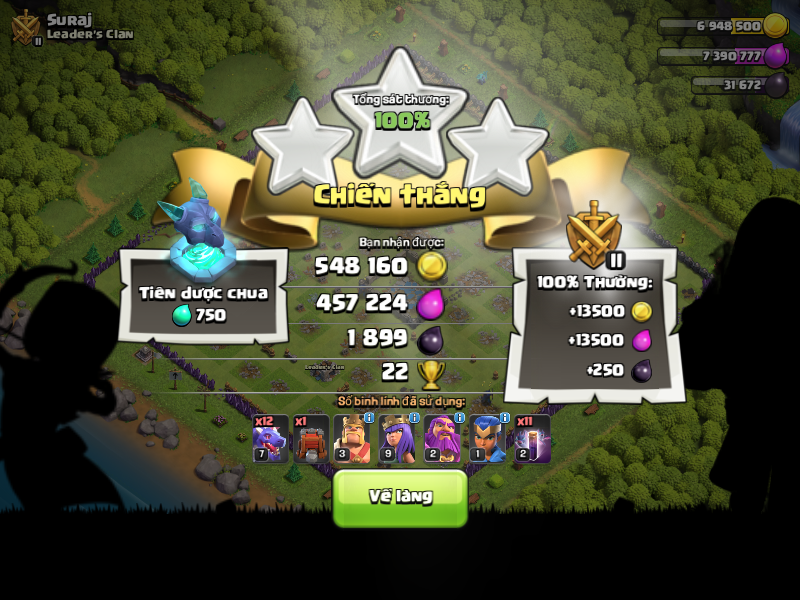 Suraj
Leader's Clan
II
6 948 500
7 390 777
31 672
Tổng sát thương:
100%
Chiến thắng
Bạn nhận được:
548 160
457 224
1 899
22
Tiên dược chua
750
II
100% Thưởng:
+13500
+13500
+250
Leader's Clan
Số binh lính đã sử dụng:
x12 x1 x11
7 3 9 2 1 2
Về làng